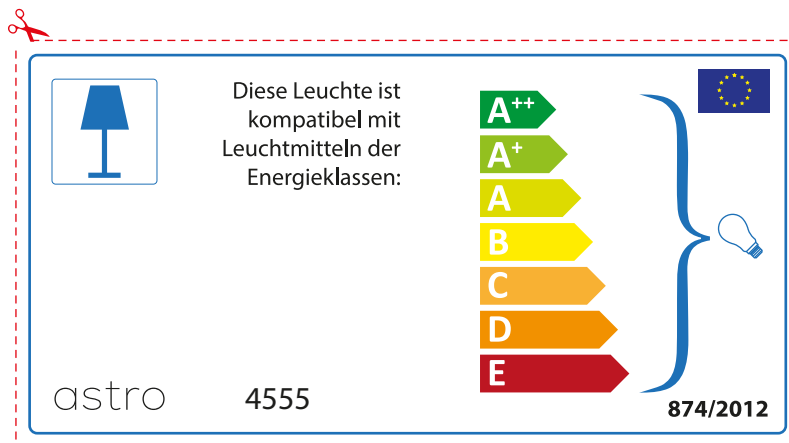 Diese Leuchte ist
kompatibel mit
Leuchtmitteln der
Energieklassen:
A++
A+
A
B
C
D
E
astro
4555
874/2012